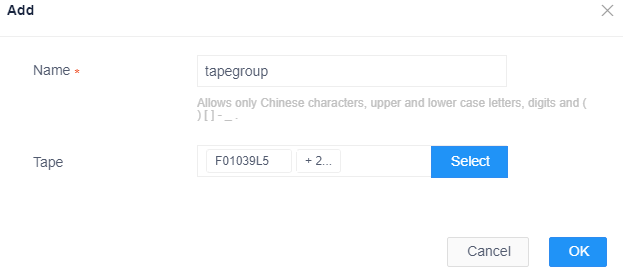 Add
Name *
tapegroup
Allows only Chinese characters, upper and lower case letters, digits and (
) [ ] - _ .
Tape
F01039L5 + 2... Select
Cancel OK